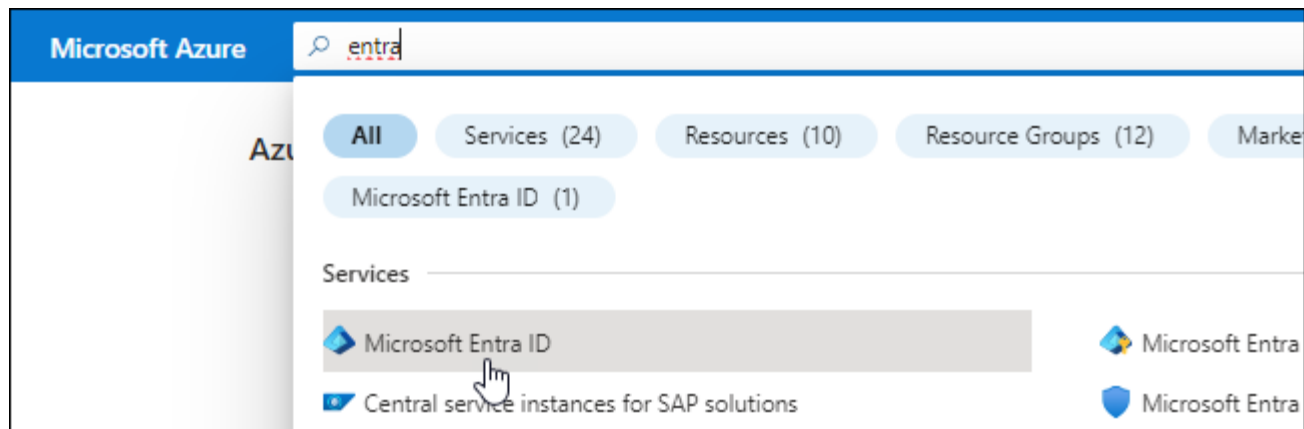 Microsoft Azure entra
All Services (24) Resources (10) Resource Groups (12) Marke
Azu
Microsoft Entra ID (1)
Services
Microsoft Entra ID Microsoft Entra
Central service instances for SAP solutions Microsoft Entra